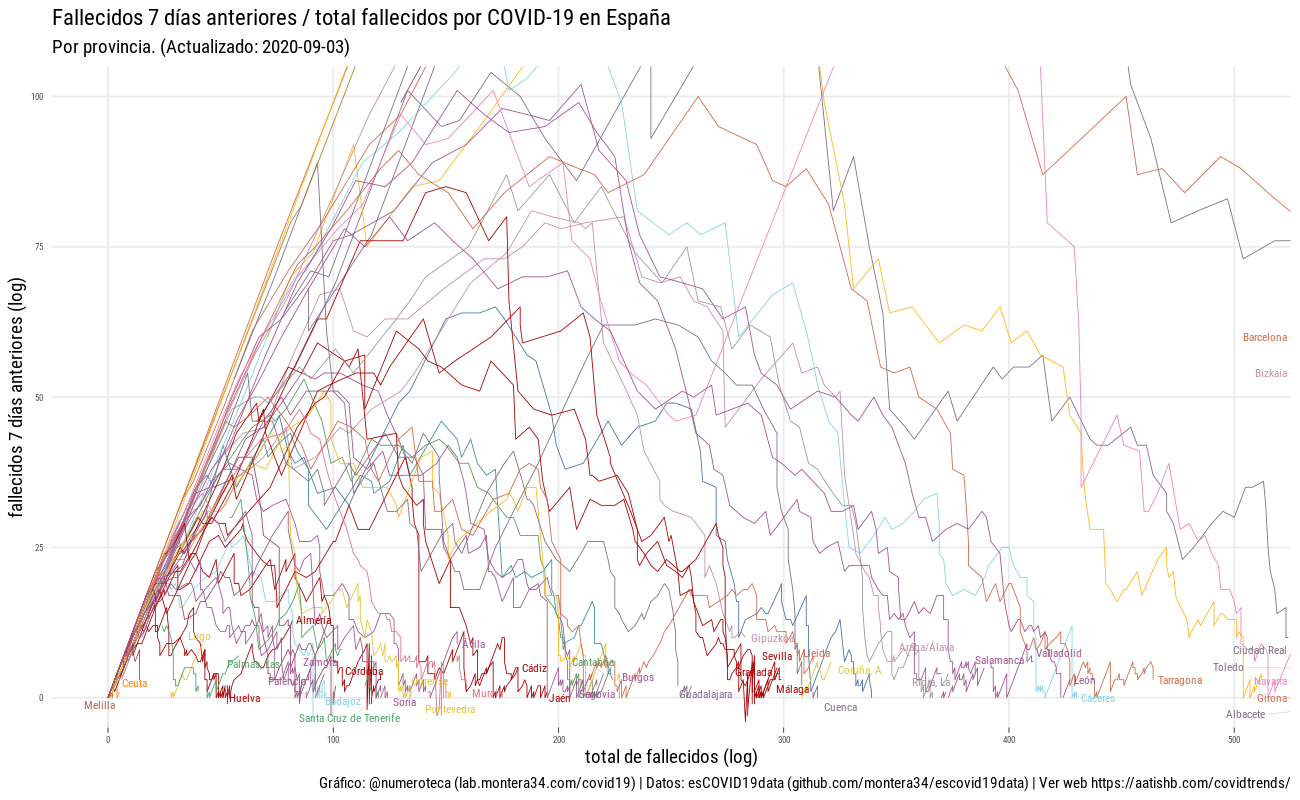 Fallecidos 7 días anteriores / total fallecidos por COVID-19 en España
Por provincia. (Actualizado: 2020-09-03)
fallecidos 7 días anteriores (log)
100
75
50
25
0
Barcelona
Bizkaia
Lugo
Almería
Palmas, Las
Zamora
Ávila
Córdoba
Palencia
Ceuta
Melilla
Huelva
Badajoz
Santa Cruz de Tenerife
Soria
Ourense
Pontevedra
Murcia
Cádiz
Jaén
Cantabria
Segovia
Burgos
Guadalajara
Gipuzkoa
Sevilla
Granada
Málaga
Lleida
Coruña, A
Cuenca
Araba/Álava
Rioja, La
Salamanca
Valladolid
León
Cáceres
Tarragona
Ciudad Real
Toledo
Navarra
Girona
Albacete
0
100
200
300
400
500
total de fallecidos (log)
Gráfico: @numeroteca (lab.montera34.com/covid19) | Datos: esCOVID19data (github.com/montera34/escovid19data) | Ver web https://aatishb.com/covidtrends/